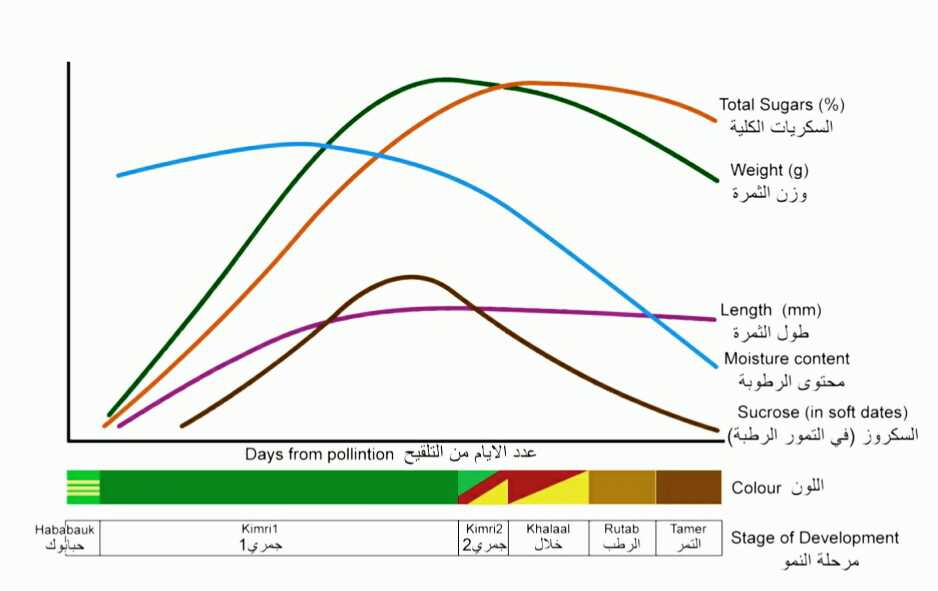 Total Sugars (%)
السكريات الكلية
Weight (g)
وزن الثمرة
Length (mm)
طول الثمرة
Moisture content
محتوى الرطوبة
Sucrose (in soft dates)
السكروز (في التمور الرطبة)
Days from pollintion عدد الايام من التلقيح
Colour اللون
Hababauk Kimri1 Kimri2 Khalaal Rutab Tamer
حبابوك جمري1 جمري2 خلال الرطب التمر
Stage of Development
مرحلة النمو